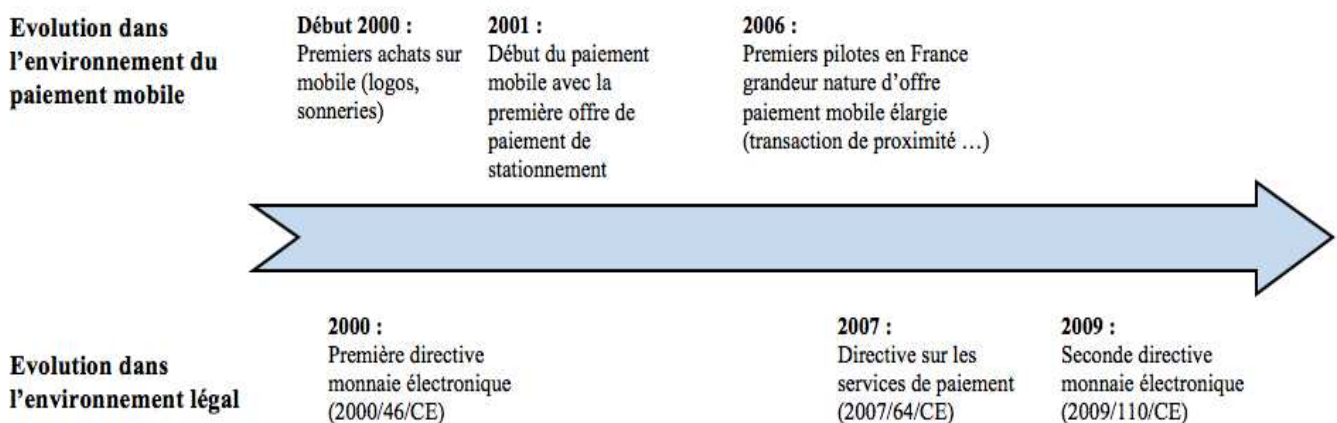 Evolution dans
l'environnement du
paiement mobile
Début 2000 :
Premiers achats sur
mobile (logos,
sonneries)
2001 :
Début du paiement
mobile avec la
première offre de
paiement de
stationnement
2006 :
Premiers pilotes en France
grandeur nature d'offre
paiement mobile élargie
(transaction de proximité …)
Evolution dans
l'environnement légal
2000 :
Première directive
monnaie électronique
(2000/46/CE)
2007 :
Directive sur les
services de paiement
(2007/64/CE)
2009 :
Seconde directive
monnaie électronique
(2009/110/CE)